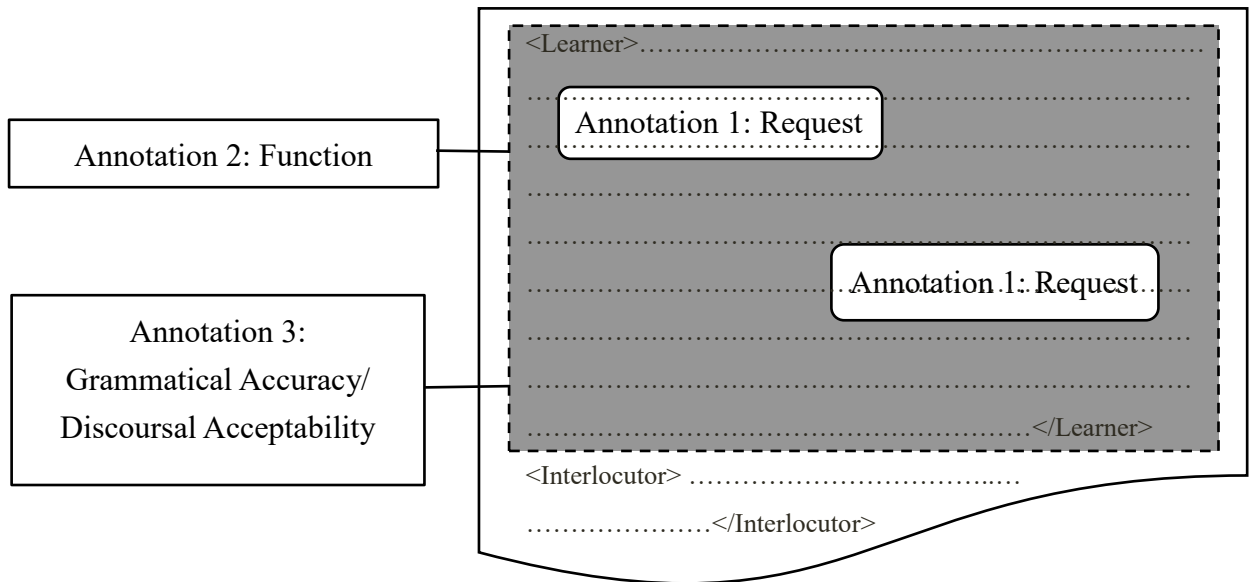 <Learner>……………………………………………………………
………………………………………………………………………
Annotation 1: Request
………………………………………………………………………
Annotation 2: Function
………………………………………………………………………
………………………………………………………………………
Annotation 1: Request
………………………………………………………………………
Annotation 3:
Grammatical Accuracy/
Discoursal Acceptability
………………………………………………………………………
………………………………………………………………………
……………………………………………………</Learner>
<Interlocutor> ……………………………..…
…………………</Interlocutor>